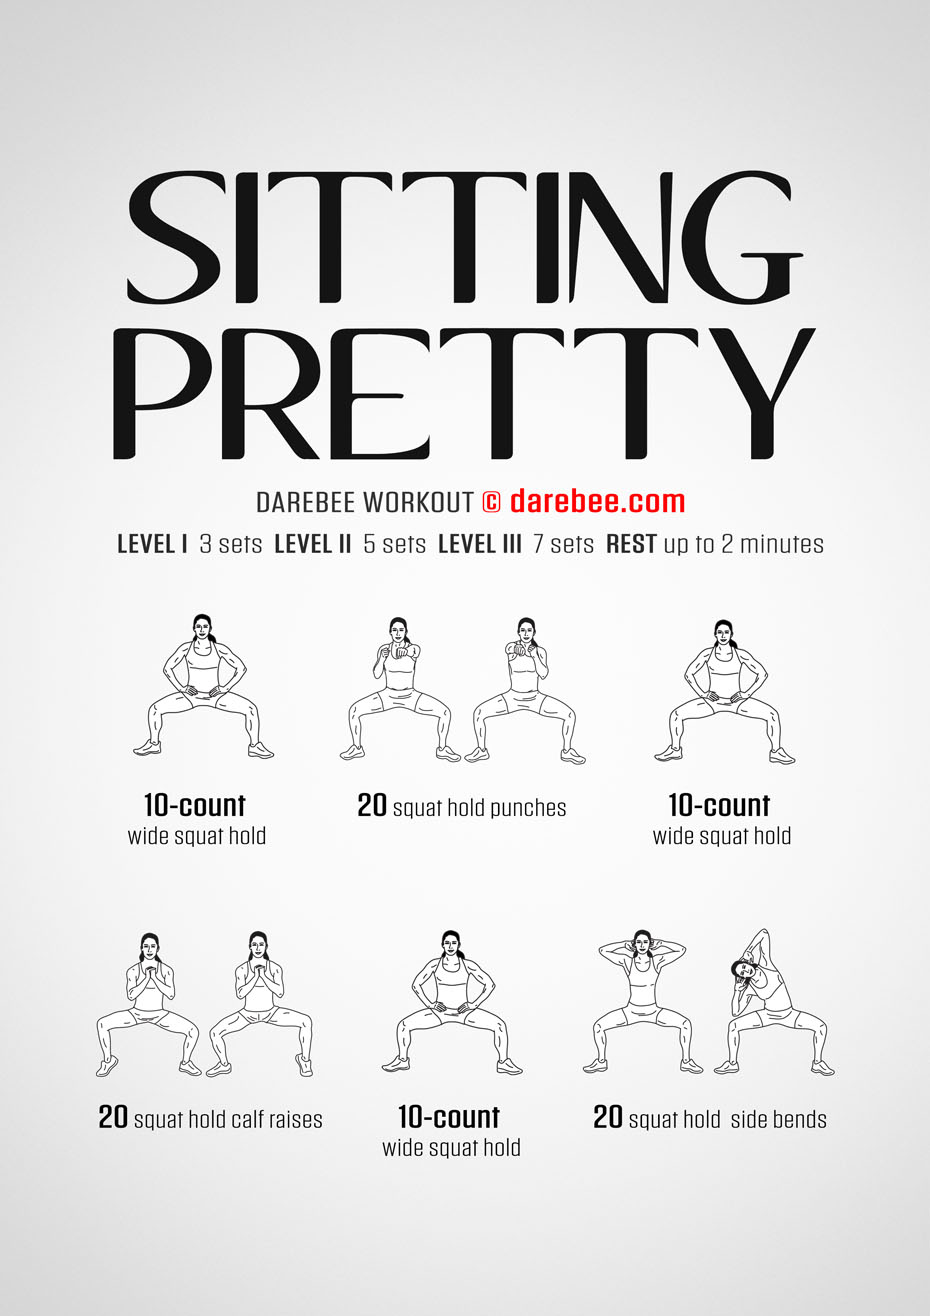 SITTING
PRETTY
DAREBEE WORKOUT © darebee.com
LEVEL I 3 sets LEVEL II 5 sets LEVEL III 7 sets REST up to 2 minutes
10-count
wide squat hold
20 squat hold punches
10-count
wide squat hold
20 squat hold calf raises
10-count
wide squat hold
20 squat hold side bends